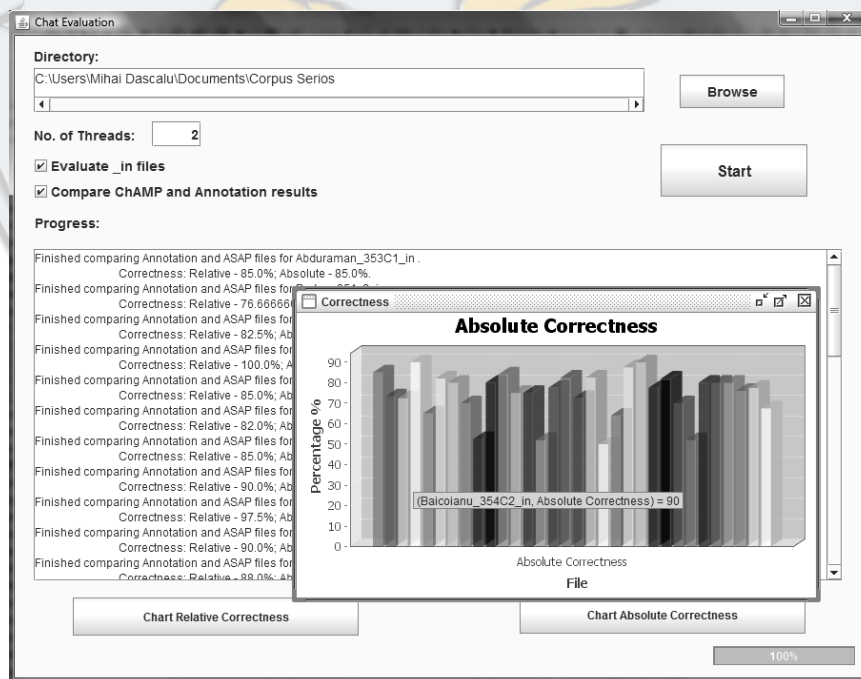 Chat Evaluation
Directory:
C:\Users\Mihai Dascalu\Documents\Corpus Serios
Browse
No. of Threads: 2
Evaluate _in files
Start
Compare ChAMP and Annotation results
Progress:
Finished comparing Annotation and ASAP files for Abduraman_353C1_in .
Correctness: Relative - 85.0%; Absolute - 85.0%.
Finished comparing Annotation and ASAP files for
Correctness: Relative - 76.66666
Finished comparing Annotation and ASAP files for
Correctness: Relative - 82.5%; Ab
Finished comparing Annotation and ASAP files for
Correctness: Relative - 100.0%; A
Finished comparing Annotation and ASAP files for
Correctness: Relative - 85.0%; Ab
Finished comparing Annotation and ASAP files for
Correctness: Relative - 82.0%; Ab
Finished comparing Annotation and ASAP files for
Correctness: Relative - 85.0%; Ab
Finished comparing Annotation and ASAP files for
Correctness: Relative - 90.0%; Ab
Finished comparing Annotation and ASAP files for
Correctness: Relative - 97.5%; Ab
Finished comparing Annotation and ASAP files for
Correctness: Relative - 90.0%; Ab
Finished comparing Annotation and ASAP files for
Correctness: Relative - 88.0%; Ab
Correctness
Absolute Correctness
Percentage %
90
80
70
60
50
40
30
20
10
0
(Baicoianu_354C2_in, Absolute Correctness) = 90
Absolute Correctness
File
Chart Relative Correctness
Chart Absolute Correctness
100%